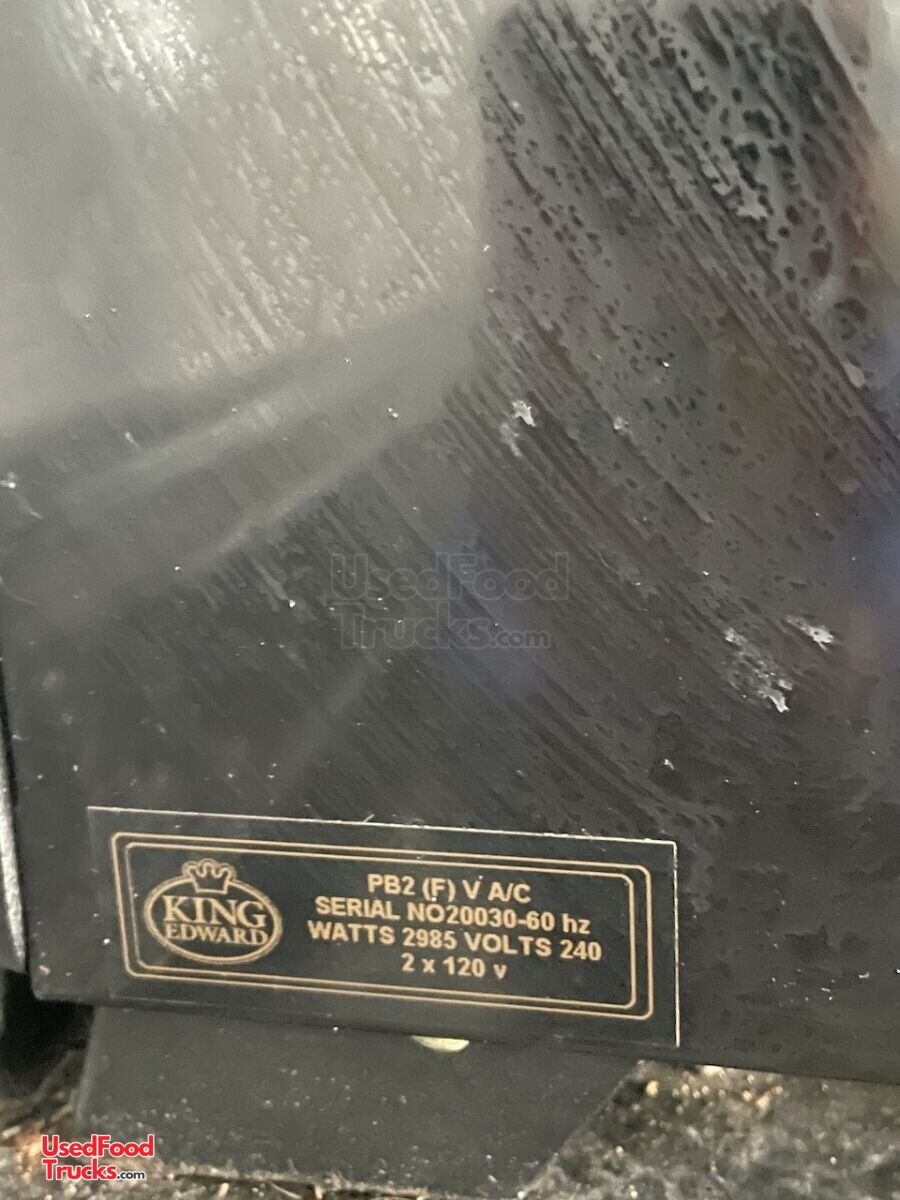 UsedFood
Trucks.com
KING
EDWARD
PB2 (F) V A/C
SERIAL NO20030-60 hz
WATTS 2985 VOLTS 240
2 x 120 v
UsedFood
Trucks.com